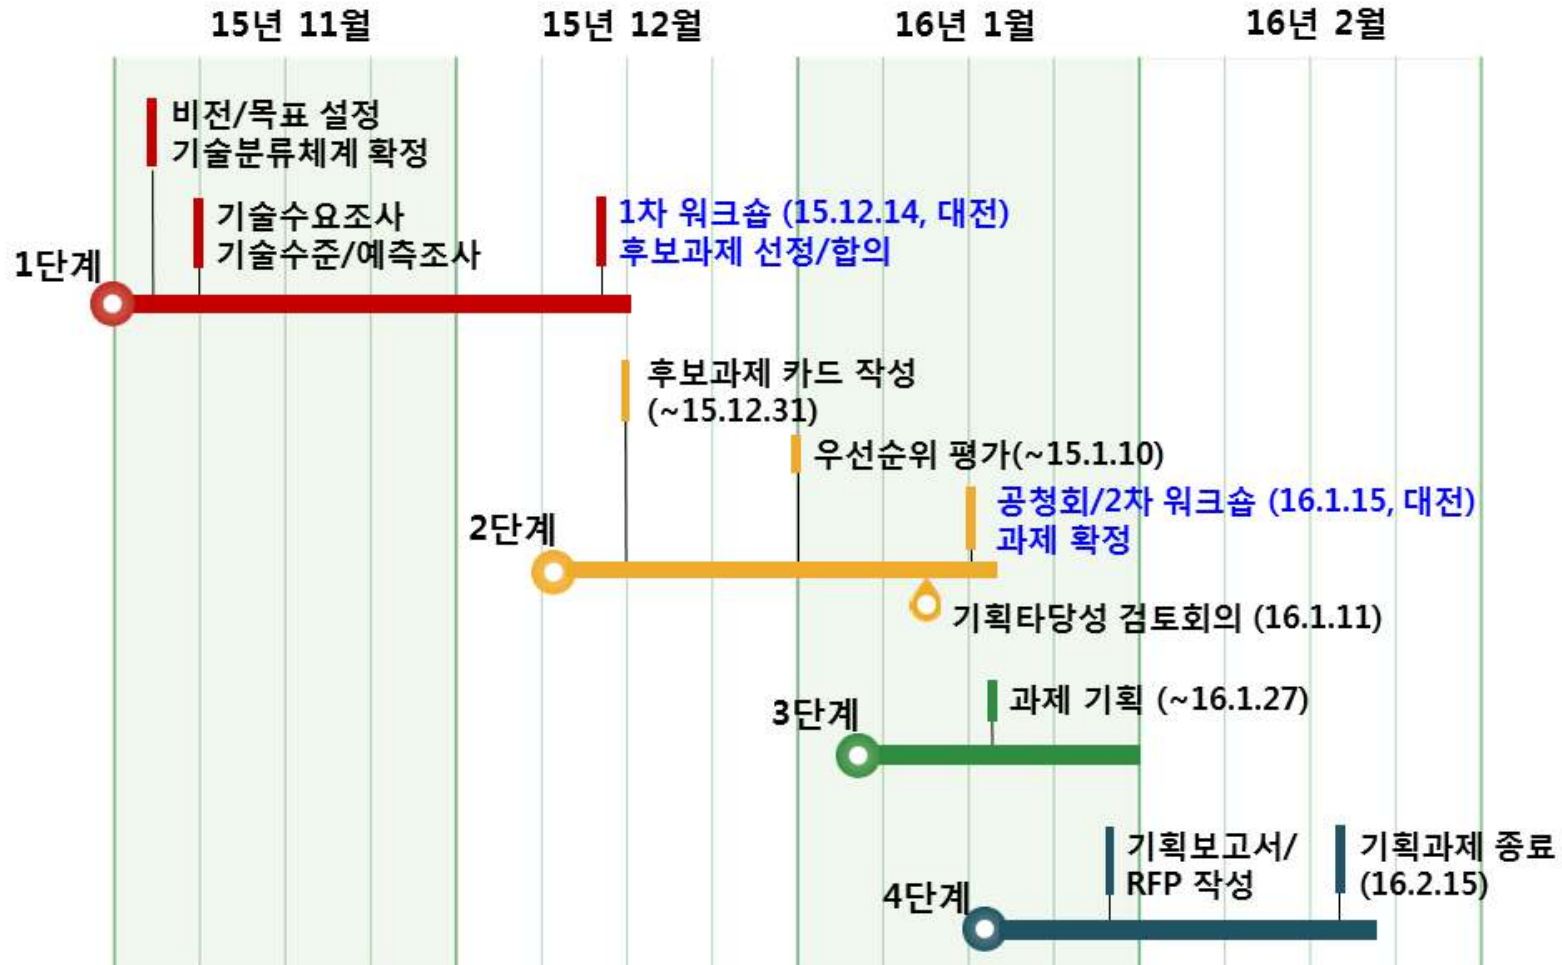 15년 11월
15년 12월
16년 1월
16년 2월
비전/목표 설정
기술분류체계 확정
기술수요조사
기술수준/예측조사
1차 워크숍 (15.12.14, 대전)
후보과제 선정/합의
1단계
후보과제 카드 작성
(~15.12.31)
우선순위 평가(~15.1.10)
공청회/2차 워크숍 (16.1.15, 대전)
과제 확정
2단계
기획타당성 검토회의 (16.1.11)
과제 기획 (~16.1.27)
3단계
기획보고서/
RFP 작성
기획과제 종료
(16.2.15)
4단계